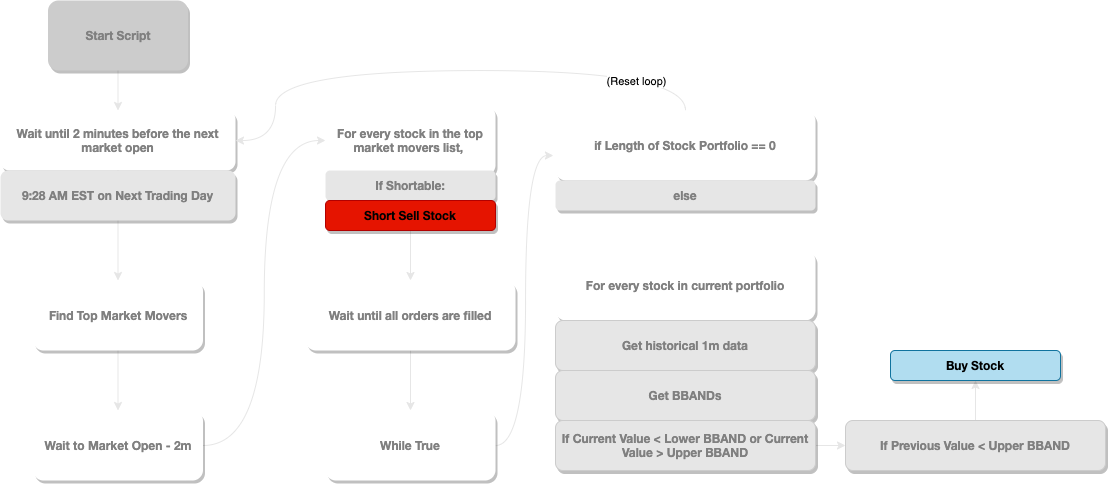 Start Script
Wait until 2 minutes before the next
market open
9:28 AM EST on Next Trading Day
Find Top Market Movers
Wait to Market Open - 2m
For every stock in the top
market movers list,
If Shortable:
Short Sell Stock
Wait until all orders are filled
While True
(Reset loop)
if Length of Stock Portfolio == 0
else
For every stock in current portfolio
Get historical 1m data
Get BBANDs
If Current Value < Lower BBAND or Current
Value > Upper BBAND
Buy Stock
If Previous Value < Upper BBAND